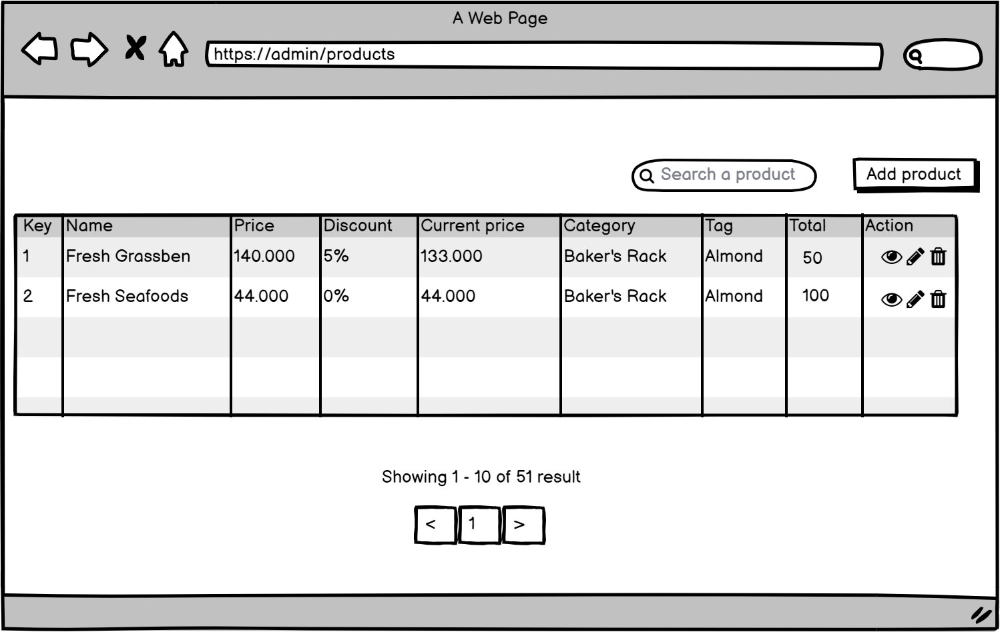 A Web Page
https://admin/products
Search a product
Add product
Key Name Price Discount Current price Category Tag Total Action
1 Fresh Grassben 140.000 5% 133.000 Baker's Rack Almond 50
2 Fresh Seafoods 44.000 0% 44.000 Baker's Rack Almond 100
Showing 1 - 10 of 51 result
< 1 >